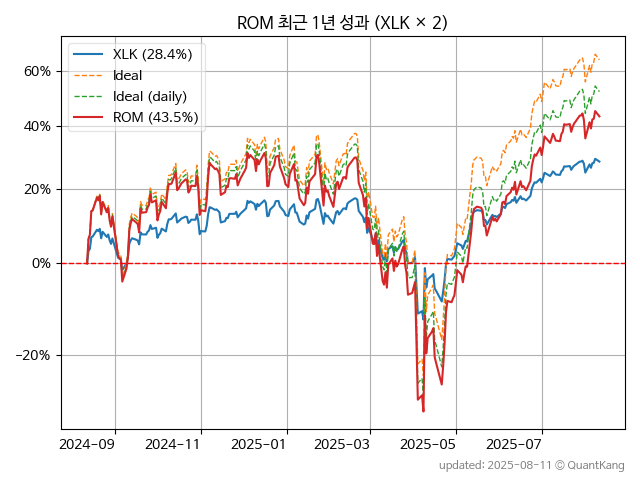 ROM 최근 1년 성과 (XLK × 2)
XLK (28.4%)
Ideal
Ideal (daily)
ROM (43.5%)
60%
40%
20%
0%
−20%
2024-09
2024-11
2025-01
2025-03
2025-05
2025-07
updated: 2025-08-11 © QuantKang